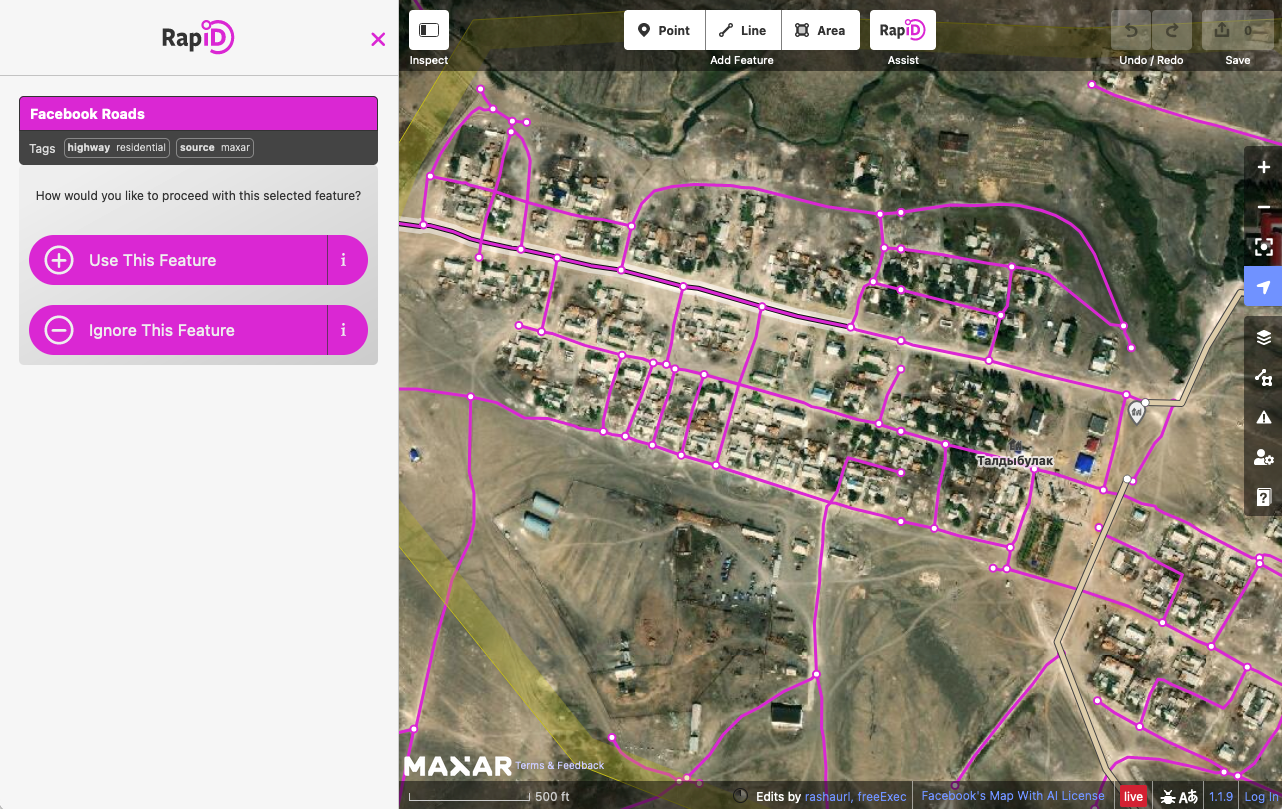 RapiD
Facebook Roads
Tags highway residential source maxar
How would you like to proceed with this selected feature?
Use This Feature i
Ignore This Feature i
Inspect
Point
Line
Area
Add Feature
RapiD
Assist
Undo / Redo
0
Save
Талдыбулак
?
MAXAR Terms & Feedback
500 ft
Edits by rashaurl, freeExec
Facebook's Map With AI License
live
Aあ
1.1.9
Log In